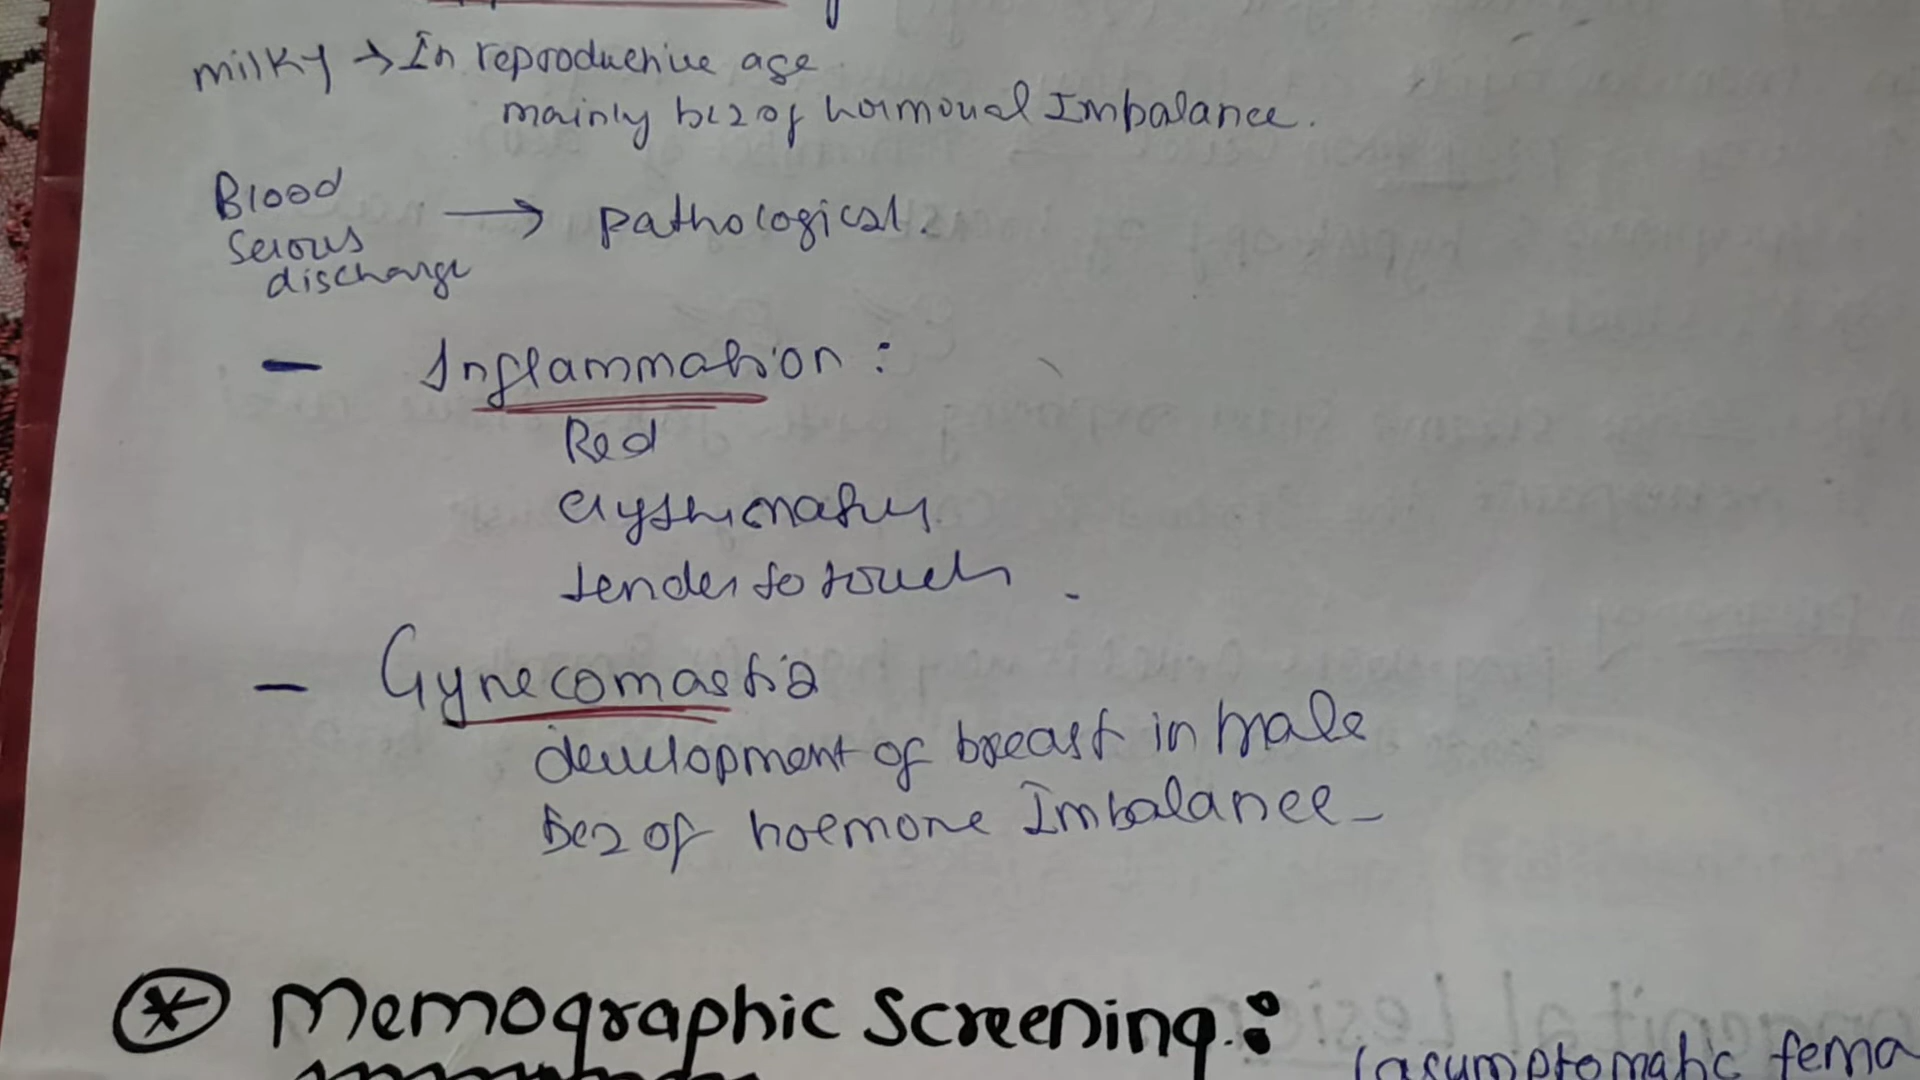 milky → In reproductive age
mainly bcz of hormonal Imbalance.
Blood
Serous
discharge → pathological.
- Inflammation :
Red
erythematus
tender to touch.
- Gynecomastia
development of breast in male
bcz of hormone Imbalance-
* Memographic Screening:
(asymptomatic fema